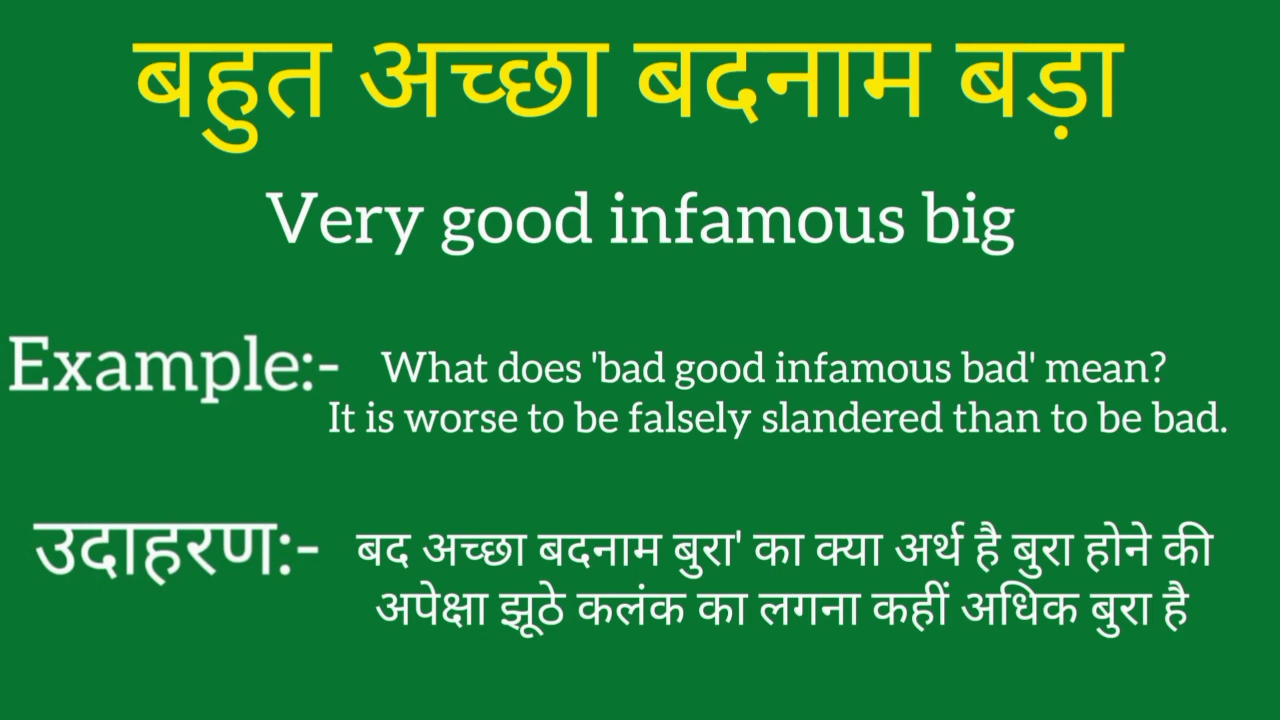 बहुत अच्छा बदनाम बड़ा
Very good infamous big
Example:- What does 'bad good infamous bad' mean?
It is worse to be falsely slandered than to be bad.
उदाहरण:- बद अच्छा बदनाम बुरा' का क्या अर्थ है बुरा होने की
अपेक्षा झूठे कलंक का लगना कहीं अधिक बुरा है